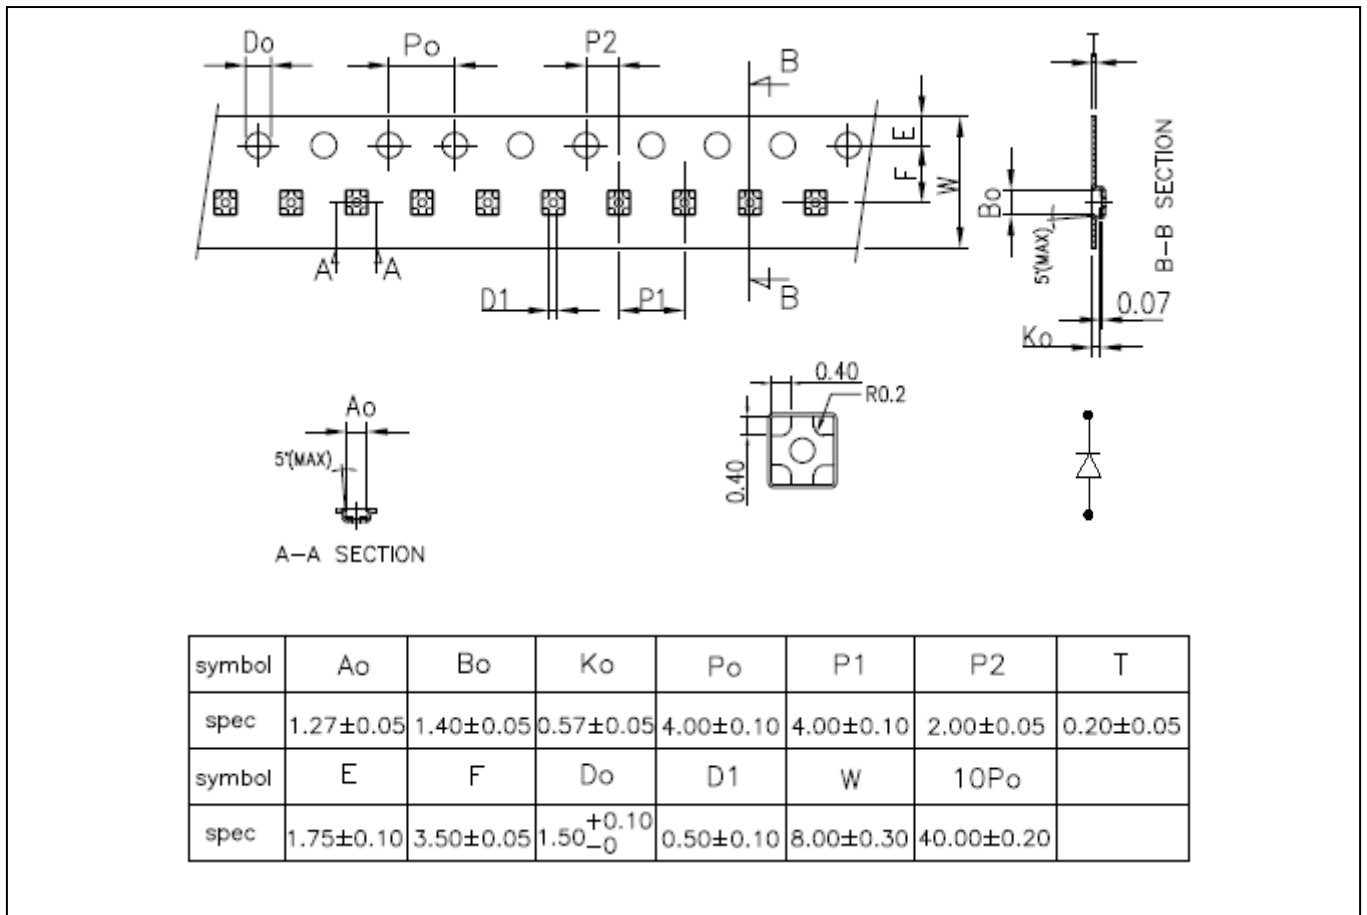 Do
Po
P2
B
T
E
F
W
Bo
5°(MAX)
B-B SECTION
A
A
D1
P1
B
0.07
Ko
0.40
R0.2
0.40
Ao
5°(MAX)
A-A SECTION
symbol Ao Bo Ko Po P1 P2 T
spec 1.27±0.05 1.40±0.05 0.57±0.05 4.00±0.10 4.00±0.10 2.00±0.05 0.20±0.05
symbol E F Do D1 W 10Po
spec 1.75±0.10 3.50±0.05 1.50+0.10 -0 0.50±0.10 8.00±0.30 40.00±0.20